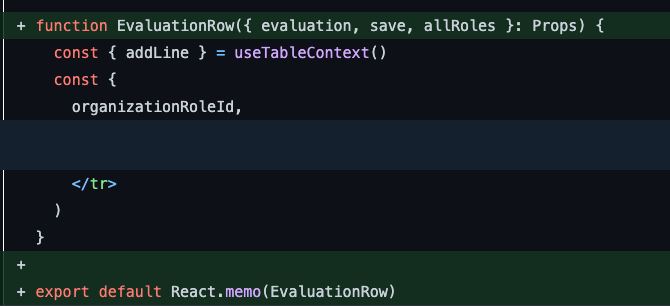 + function EvaluationRow({ evaluation, save, allRoles }: Props) {
    const { addLine } = useTableContext()
    const {
      organizationRoleId,
      </tr>
    )
  }
+
+ export default React.memo(EvaluationRow)